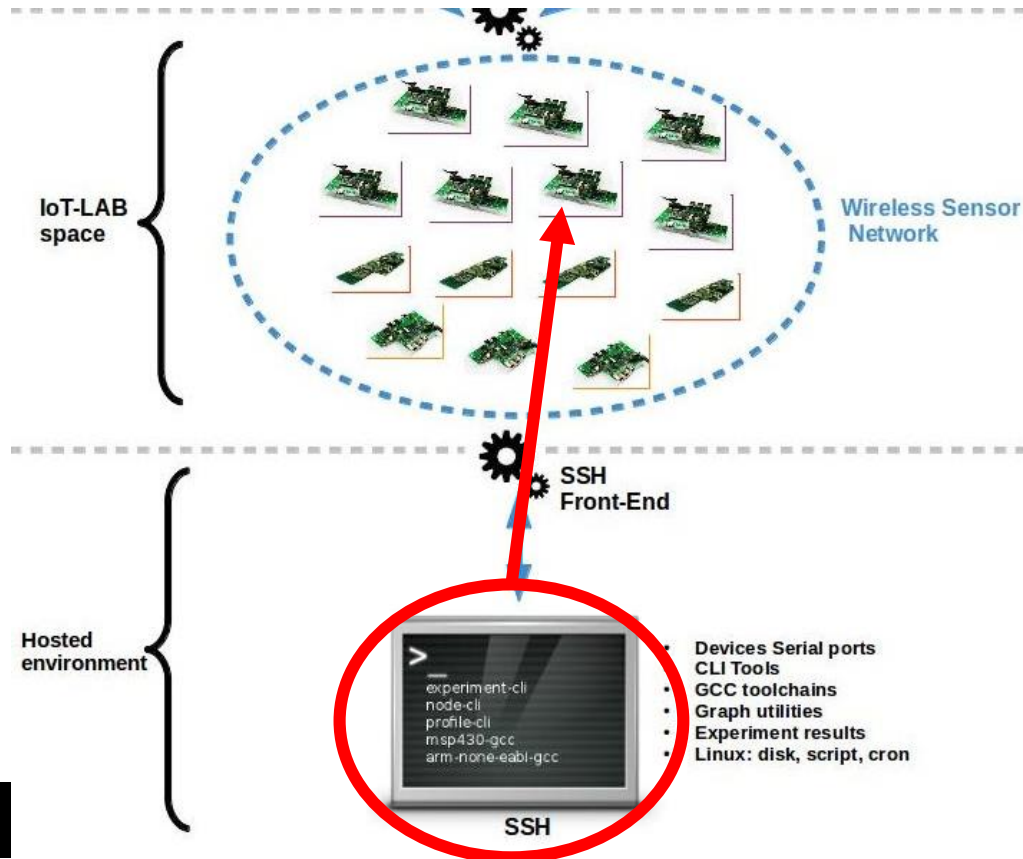 IoT-LAB
space
Wireless Sensor
Network
SSH
Front-End
Hosted
environment
>_
experiment-cli
node-cli
profile-cli
msp430-gcc
arm-none-eabi-gcc
• Devices Serial ports
CLI Tools
• GCC toolchains
• Graph utilities
• Experiment results
• Linux: disk, script, cron
SSH